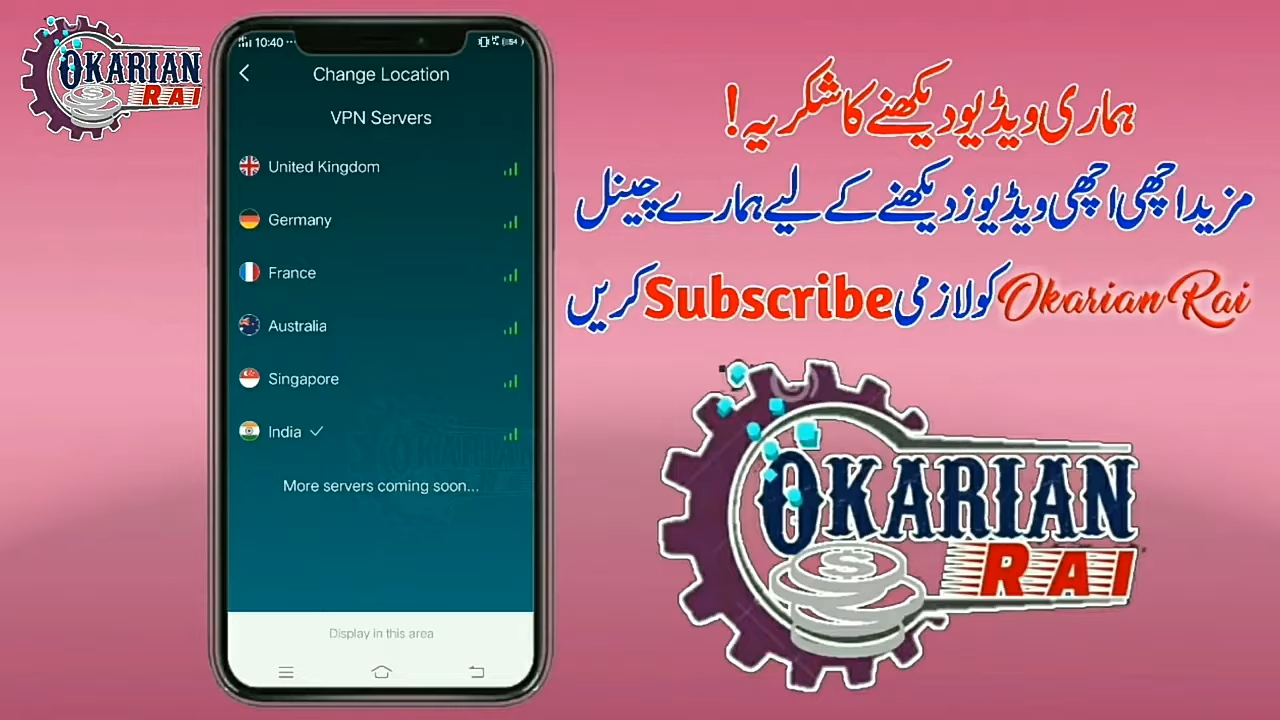 OKARIAN
RAI
10:40
54
Change Location
VPN Servers
United Kingdom
Germany
France
Australia
Singapore
India
More servers coming soon...
Display in this area
ہماری ویڈیو دیکھنے کا شکریہ!
مزید اچھی اچھی ویڈیوز دیکھنے کے لیے ہمارے چینل
Okarian Rai کو لازمی Subscribe کریں
OKARIAN
RAI
OKARIAN